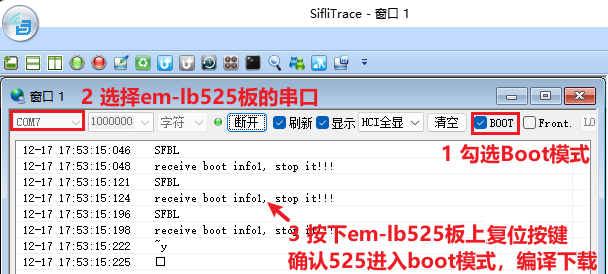 SifliTrace - 窗口 1
窗口 1
2 选择em-lb525板的串口
COM7 1000000 字符 断开 刷新 显示 HCI全显 清空 BOOT Front. LO
1 勾选Boot模式
12-17 17:53:15:046 SFBL
12-17 17:53:15:048 receive boot info1, stop it!!!
12-17 17:53:15:121 SFBL
12-17 17:53:15:124 receive boot info1, stop it!!!
12-17 17:53:15:196 SFBL
12-17 17:53:15:198 receive boot info1, stop it!!!
12-17 17:53:15:222 ~y
12-17 17:53:15:225
3 按下em-lb525板上复位按键
确认525进入boot模式，编译下载